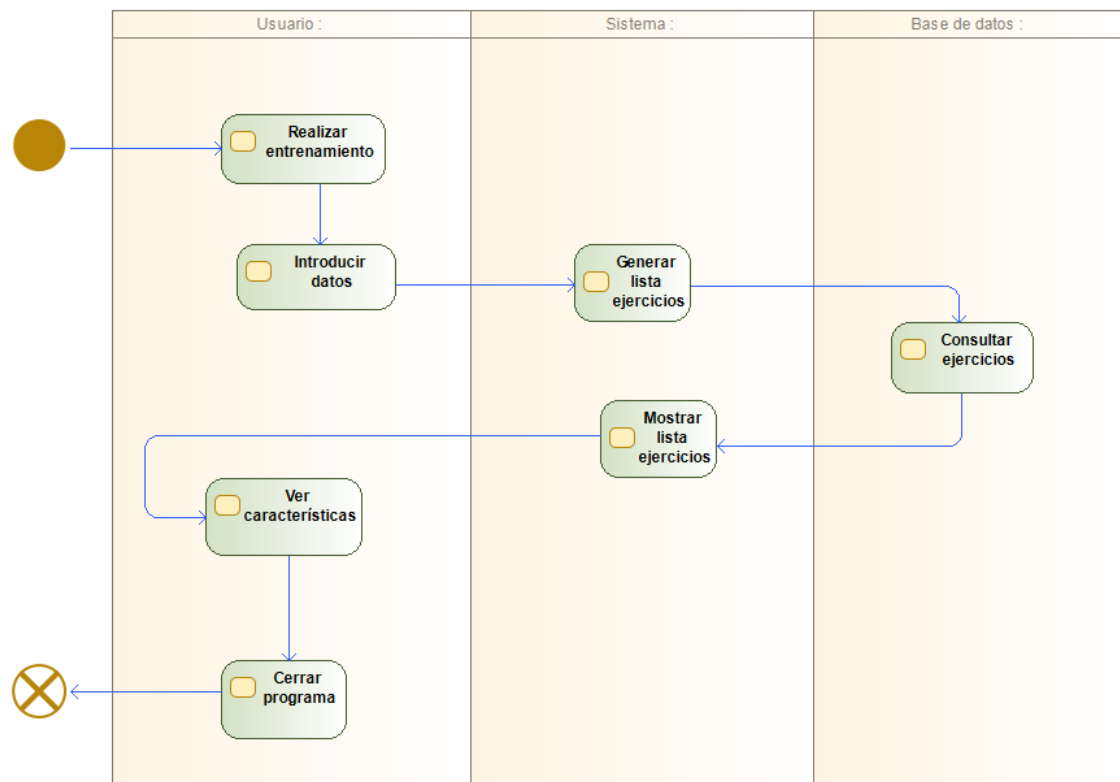 Usuario :
Sistema :
Base de datos :
Realizar
entrenamiento
Introducir
datos
Generar
lista
ejercicios
Consultar
ejercicios
Mostrar
lista
ejercicios
Ver
características
Cerrar
programa